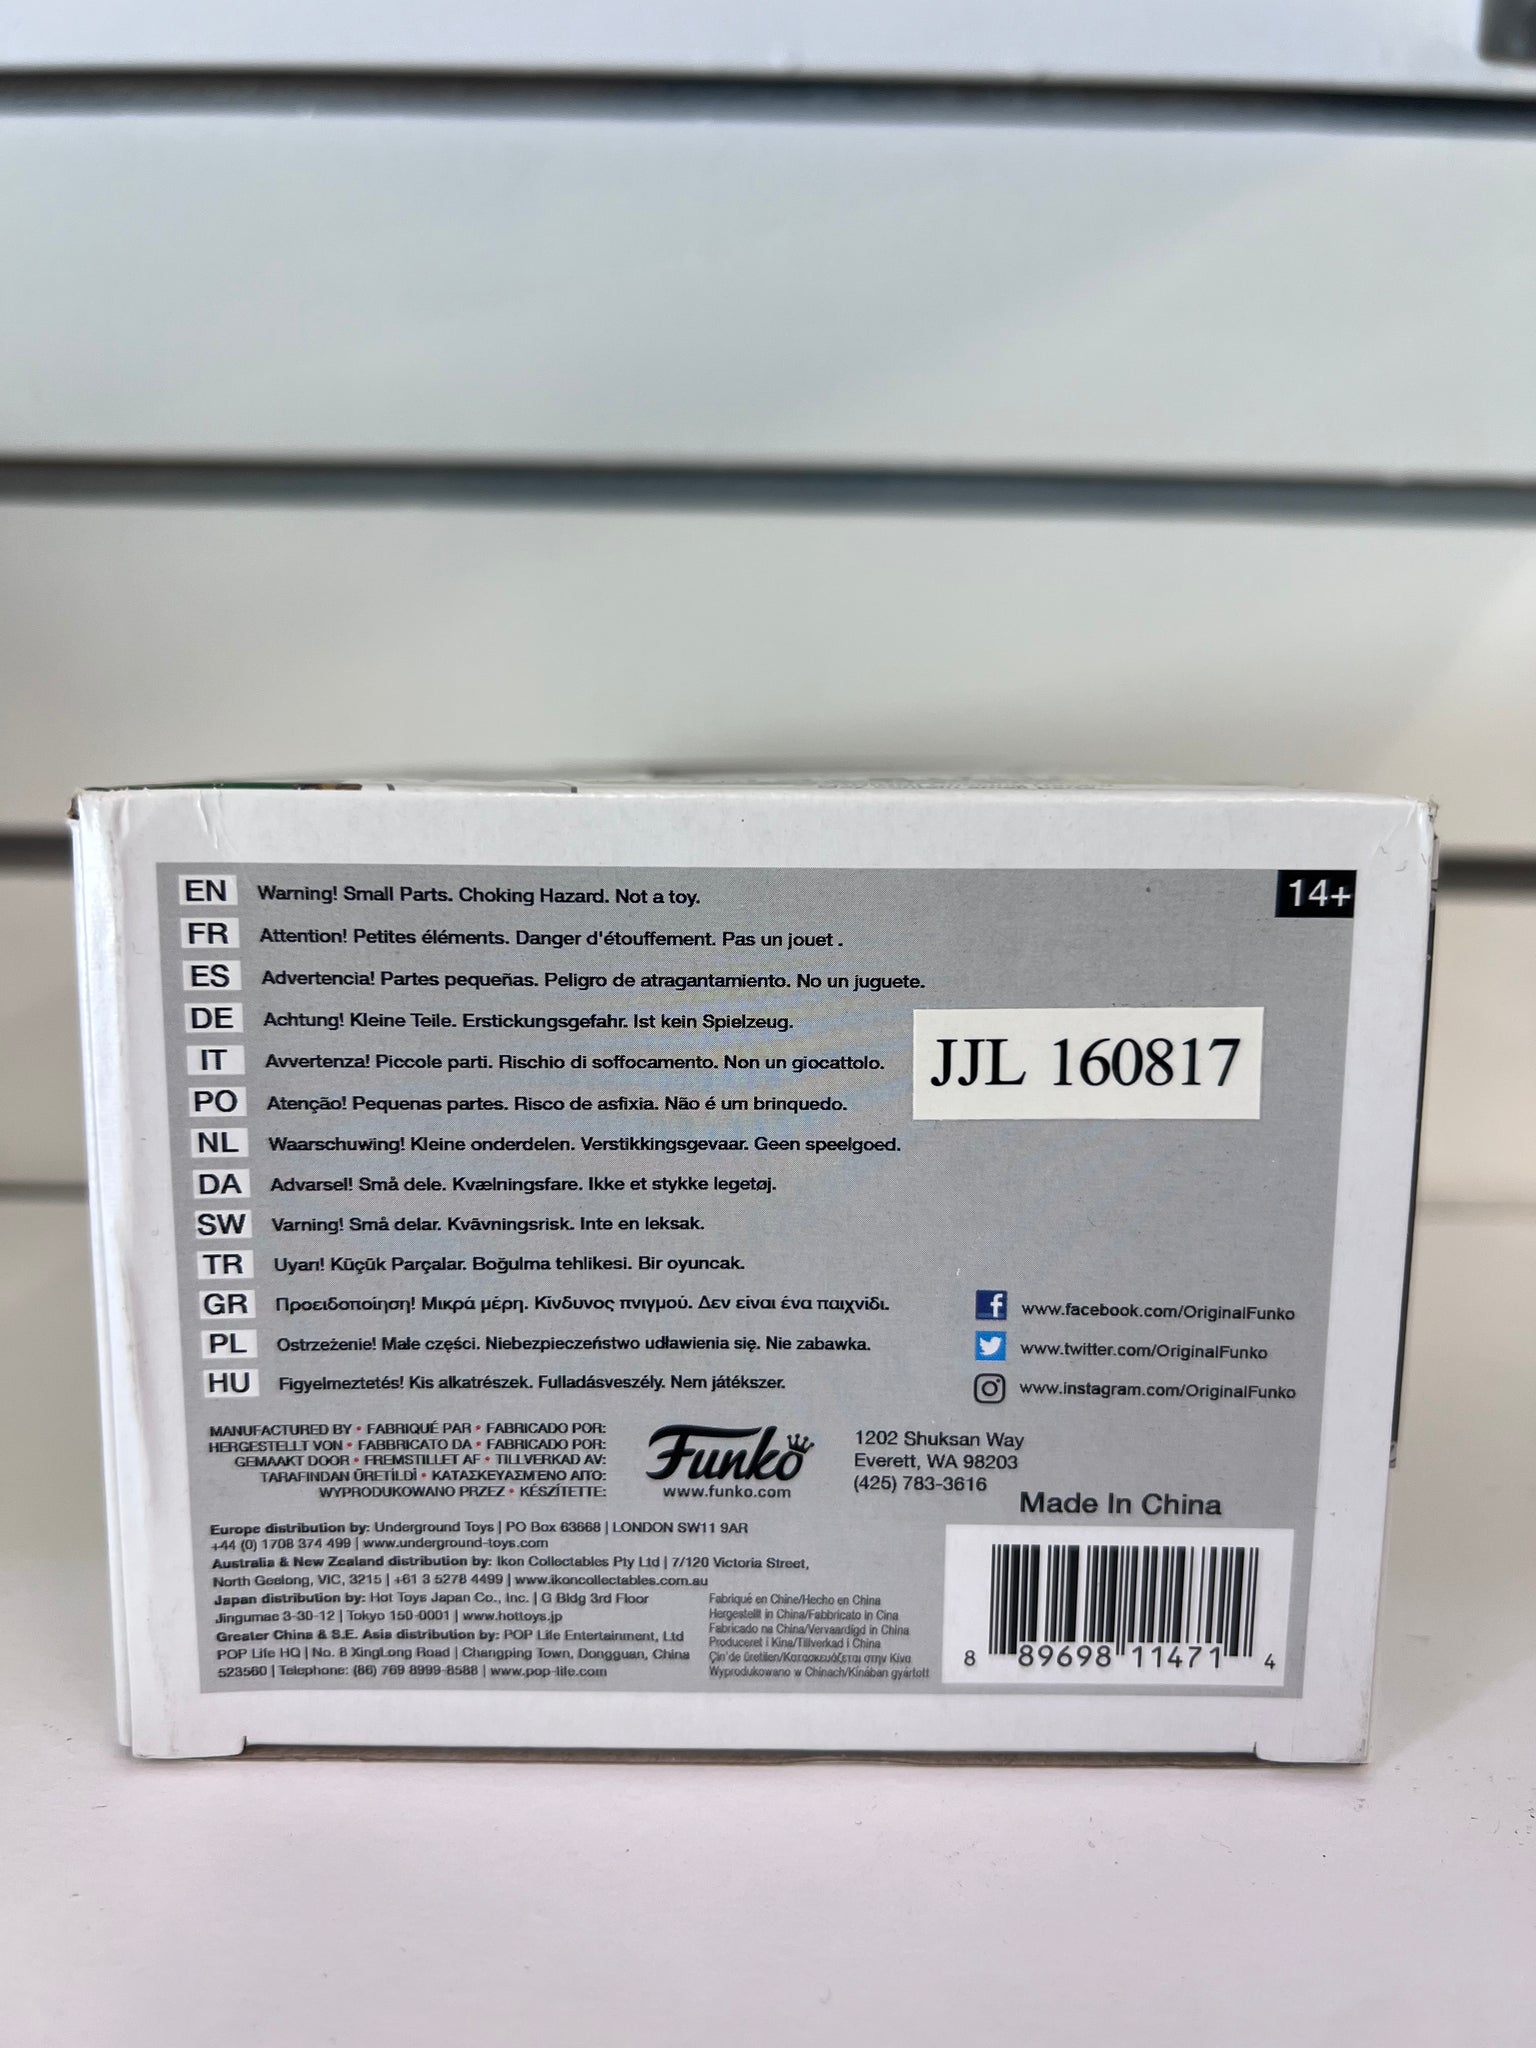 EN Warning! Small Parts. Choking Hazard. Not a toy.
14+
FR Attention! Petites éléments. Danger d'étouffement. Pas un jouet .
ES Advertencia! Partes pequeñas. Peligro de atragantamiento. No un juguete.
DE Achtung! Kleine Teile. Erstickungsgefahr. Ist kein Spielzeug.
JJL 160817
IT Avvertenza! Piccole parti. Rischio di soffocamento. Non un giocattolo.
PO Atenção! Pequenas partes. Risco de asfixia. Não é um brinquedo.
NL Waarschuwing! Kleine onderdelen. Verstikkingsgevaar. Geen speelgoed.
DA Advarsel! Små dele. Kvælningsfare. Ikke et stykke legetøj.
SW Varning! Små delar. Kvävningsrisk. Inte en leksak.
TR Uyarı! Küçük Parçalar. Boğulma tehlikesi. Bir oyuncak.
GR Προειδοποίηση! Μικρά μέρη. Κίνδυνος πνιγμού. Δεν είναι ένα παιχνίδι.
PL Ostrzeżenie! Małe części. Niebezpieczeństwo udławienia się. Nie zabawka.
HU Figyelmeztetés! Kis alkatrészek. Fulladásveszély. Nem játékszer.
www.facebook.com/OriginalFunko
www.twitter.com/OriginalFunko
www.instagram.com/OriginalFunko
MANUFACTURED BY • FABRIQUÉ PAR • FABRICADO POR:
HERGESTELLT VON • FABBRICATO DA • FABRICADO POR:
GEMAAKT DOOR • FREMSTILLET AF • TILLVERKAD AV:
TARAFINDAN ÜRETİLDİ • ΚΑΤΑΣΚΕΥΑΣΜΈΝΟ ΑΠΌ:
WYPRODUKOWANO PRZEZ • KÉSZÍTETTE:
Funko
www.funko.com
1202 Shuksan Way
Everett, WA 98203
(425) 783-3616
Made In China
Europe distribution by: Underground Toys | PO Box 63668 | LONDON SW11 9AR
+44 (0) 1708 374 499 | www.underground-toys.com
Australia & New Zealand distribution by: Ikon Collectables Pty Ltd | 7/120 Victoria Street,
North Geelong, VIC, 3215 | +61 3 5278 4499 | www.ikoncollectables.com.au
Japan distribution by: Hot Toys Japan Co., Inc. | G Bldg 3rd Floor
Jingumae 3-30-12 | Tokyo 150-0001 | www.hottoys.jp
Greater China & S.E. Asia distribution by: POP Life Entertainment, Ltd
POP Life HQ | No. 8 XingLong Road | Changping Town, Dongguan, China
523560 | Telephone: (86) 769 8999-8588 | www.pop-life.com
Fabriqué en Chine/Hecho en China
Hergestellt in China/Fabbricato in Cina
Fabricado na China/Vervaardigd in China
Produceret i Kina/Tillverkad i China
Çin'de üretilen/Κατασκευάζεται στην Κίνα
Wyprodukowano w Chinach/Kínában gyártott
8 89698 11471 4